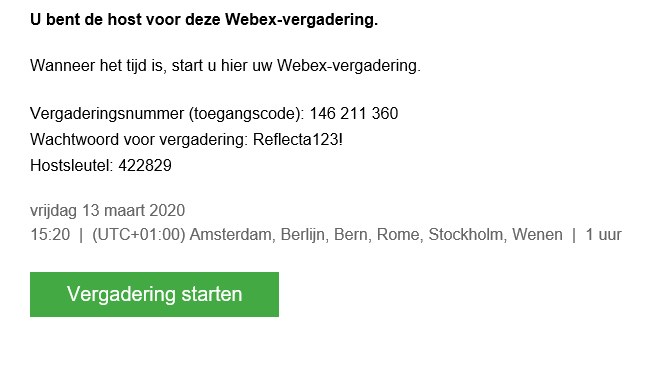 U bent de host voor deze Webex-vergadering.
Wanneer het tijd is, start u hier uw Webex-vergadering.
Vergaderingsnummer (toegangscode): 146 211 360
Wachtwoord voor vergadering: Reflecta123!
Hostsleutel: 422829
vrijdag 13 maart 2020
15:20 | (UTC+01:00) Amsterdam, Berlijn, Bern, Rome, Stockholm, Wenen | 1 uur
Vergadering starten